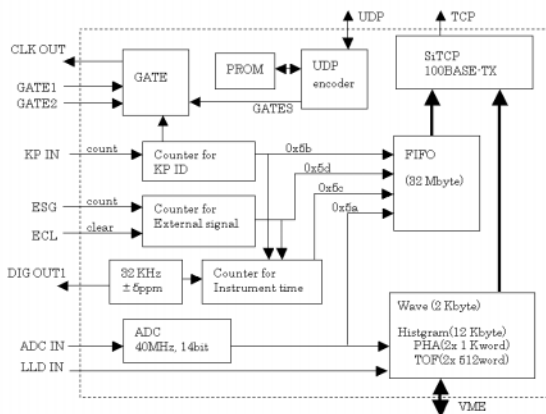 UDP
TCP
CLK OUT
GATE
PROM
UDP
encoder
SiTCP
100BASE-TX
GATE1
GATE2
GATE3
KP IN
count
Counter for
KP ID
0x5b
FIFO
(32 Mbyte)
0x5d
0x5c
0x5a
ESG
count
Counter for
External signal
ECL
clear
DIG OUT1
32 KHz
±5ppm
Counter for
Instrument time
Wave (2 Kbyte)
Histgram(12 Kbyte)
PHA(2x 1 Kword)
TOF(2x 512word)
ADC
40MHz, 14bit
ADC IN
LLD IN
VME